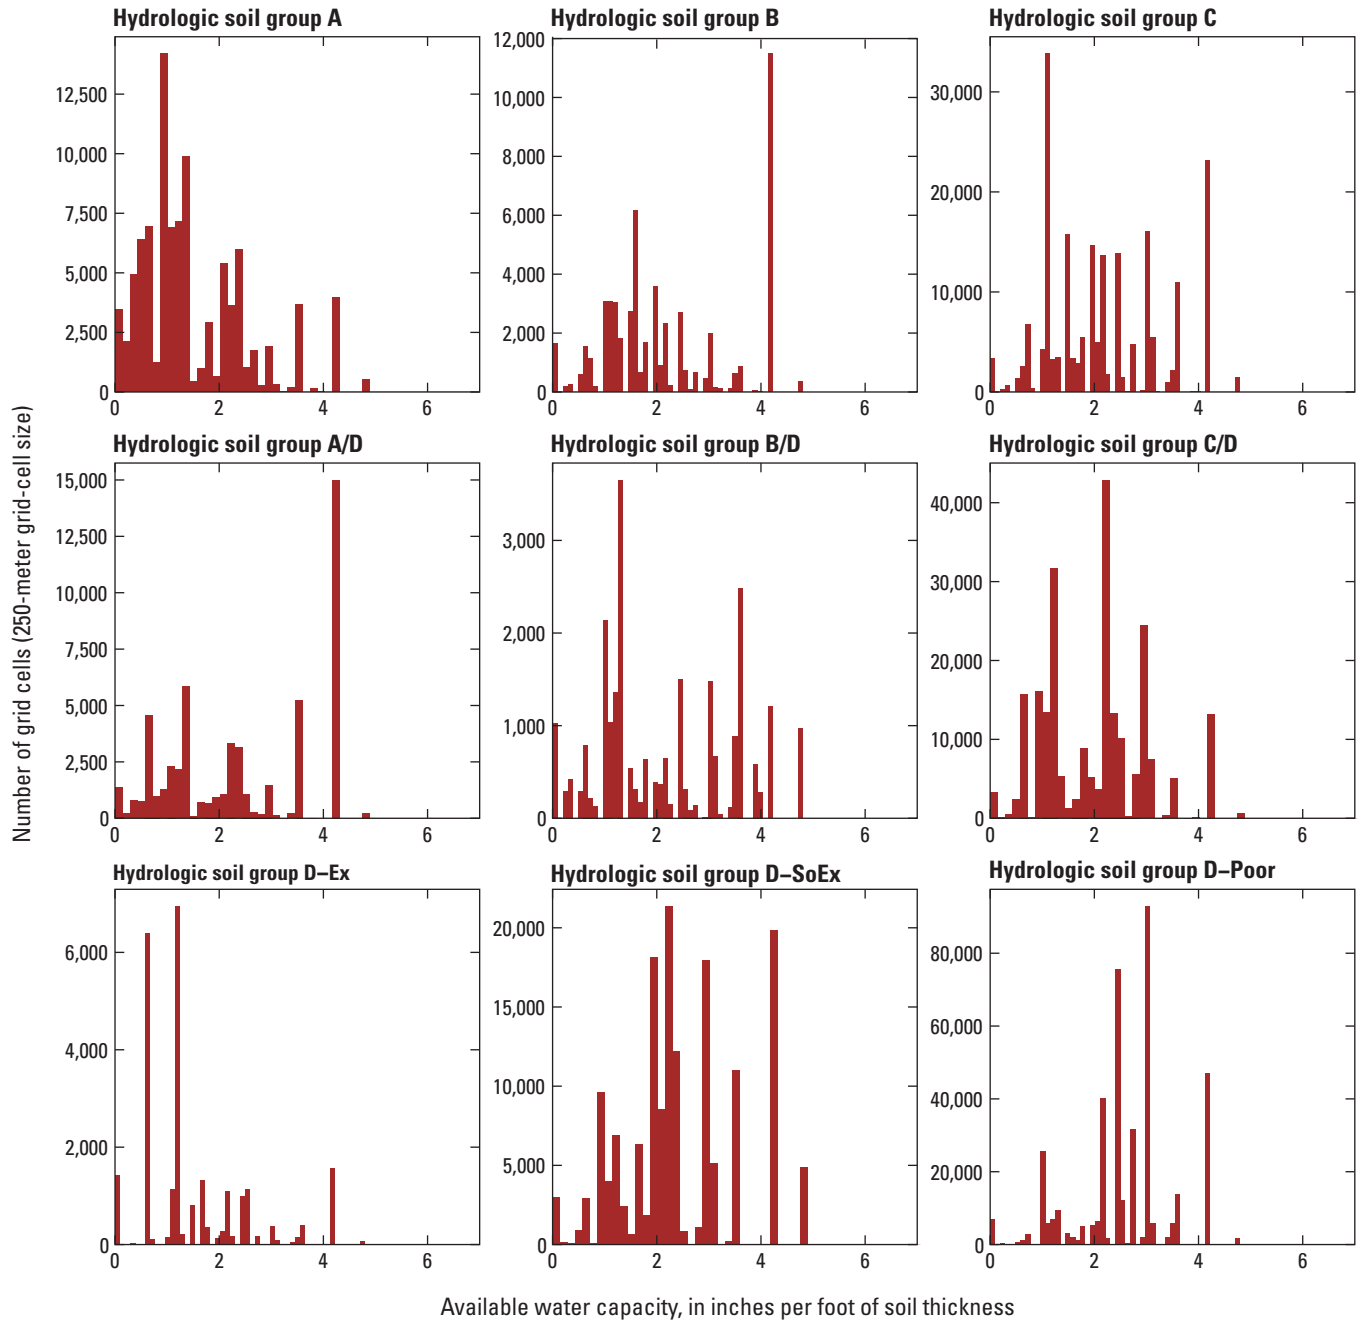 Hydrologic soil group A
12,500
10,000
7,500
5,000
2,500
0
0 2 4 6
Hydrologic soil group B
12,000
10,000
8,000
6,000
4,000
2,000
0
0 2 4 6
Hydrologic soil group C
30,000
20,000
10,000
0
0 2 4 6
Number of grid cells (250-meter grid-cell size)
Hydrologic soil group A/D
15,000
12,500
10,000
7,500
5,000
2,500
0
0 2 4 6
Hydrologic soil group B/D
3,000
2,000
1,000
0
0 2 4 6
Hydrologic soil group C/D
40,000
30,000
20,000
10,000
0
0 2 4 6
Hydrologic soil group D–Ex
6,000
4,000
2,000
0
0 2 4 6
Hydrologic soil group D–SoEx
20,000
15,000
10,000
5,000
0
0 2 4 6
Hydrologic soil group D–Poor
80,000
60,000
40,000
20,000
0
0 2 4 6
Available water capacity, in inches per foot of soil thickness